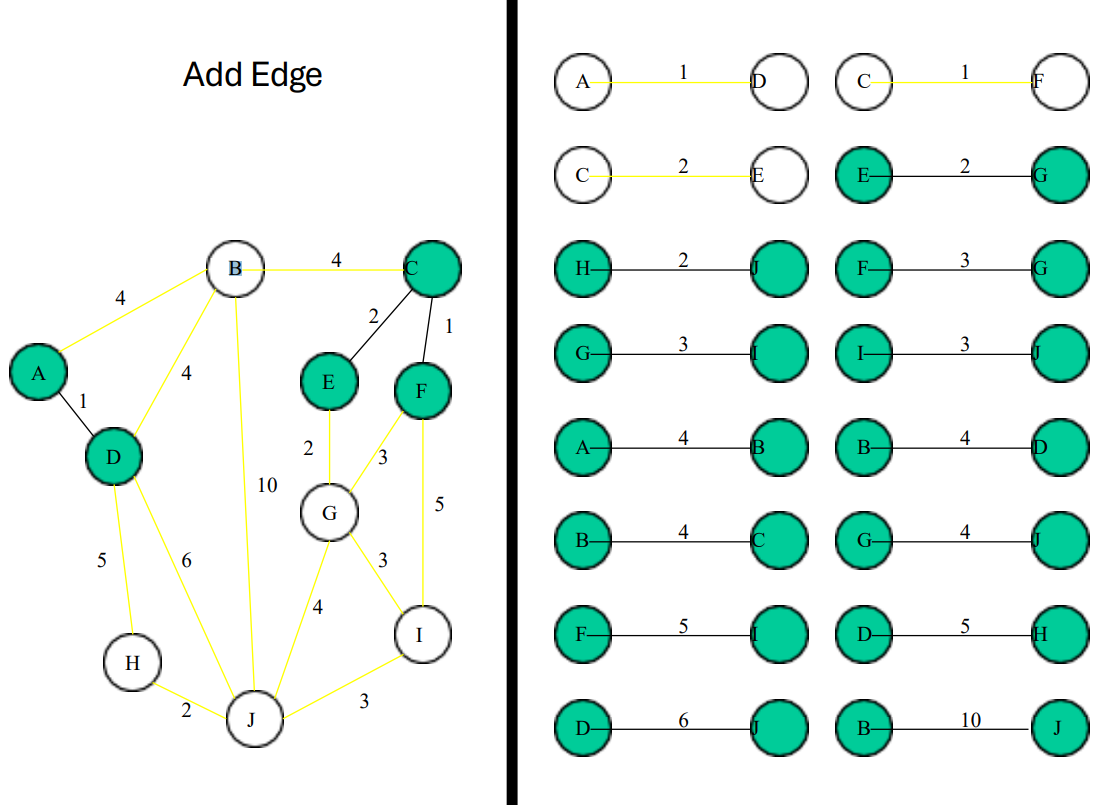 Add Edge
B
4
C
4
2
1
A
4
E
F
1
D
2
3
10
5
G
5
6
3
4
H
I
2
J
3
A 1 D
C 1 F
C 2 E
E 2 G
H 2 J
F 3 G
G 3 I
I 3 J
A 4 B
B 4 D
B 4 C
G 4 J
F 5 I
D 5 H
D 6 J
B 10 J